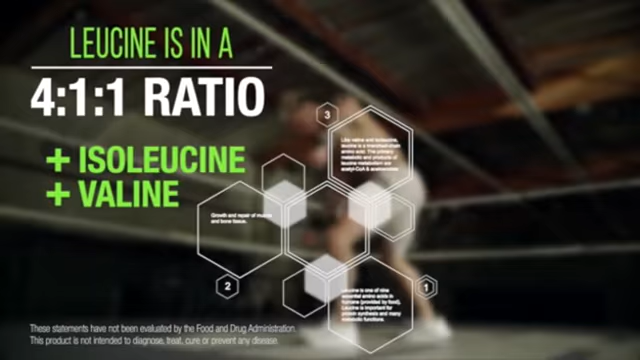 LEUCINE IS IN A
4:1:1 RATIO
+ ISOLEUCINE
+ VALINE
3
Like valine and isoleucine,
leucine is a branched-chain
amino acid. The primary
metabolic end products of
leucine metabolism are
acetyl-CoA &
Growth and repair of muscle
and bone tissue.
2
1
Leucine is one of nine
essential amino acids in
humans (provided by food).
Leucine is important for
protein synthesis and many
metabolic functions.
These statements have not been evaluated by the Food and Drug Administration.
This product is not intended to diagnose, treat, cure or prevent any disease.